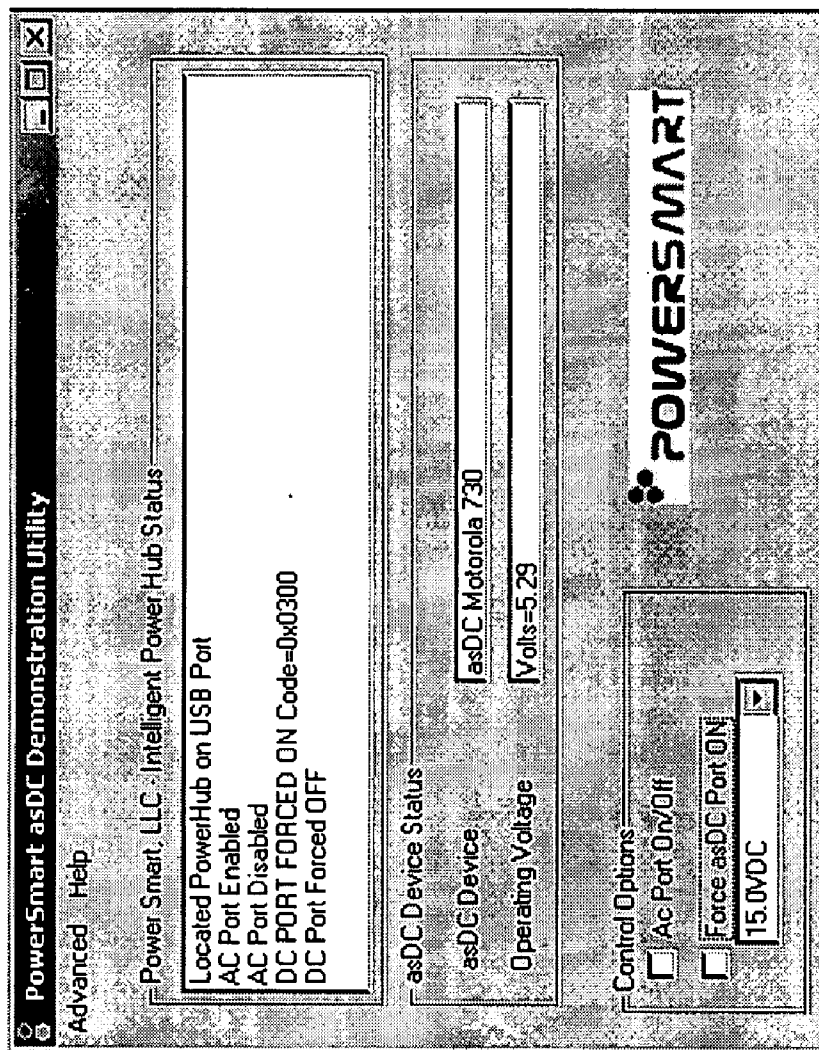 PowerSmart asDC Demonstration Utility
Advanced Help
Power Smart, LLC - Intelligent Power Hub Status
Located PowerHub on USB Port
AC Port Enabled
AC Port Disabled
DC PORT FORCED ON Code=0x0300
DC Port Forced OFF
asDC Device Status
asDC Device
asDC Motorola 730
Operating Voltage
Volts=5.29
Control Options
Ac Port On/Off
Force asDC Port ON
15.0VDC
POWERSMART